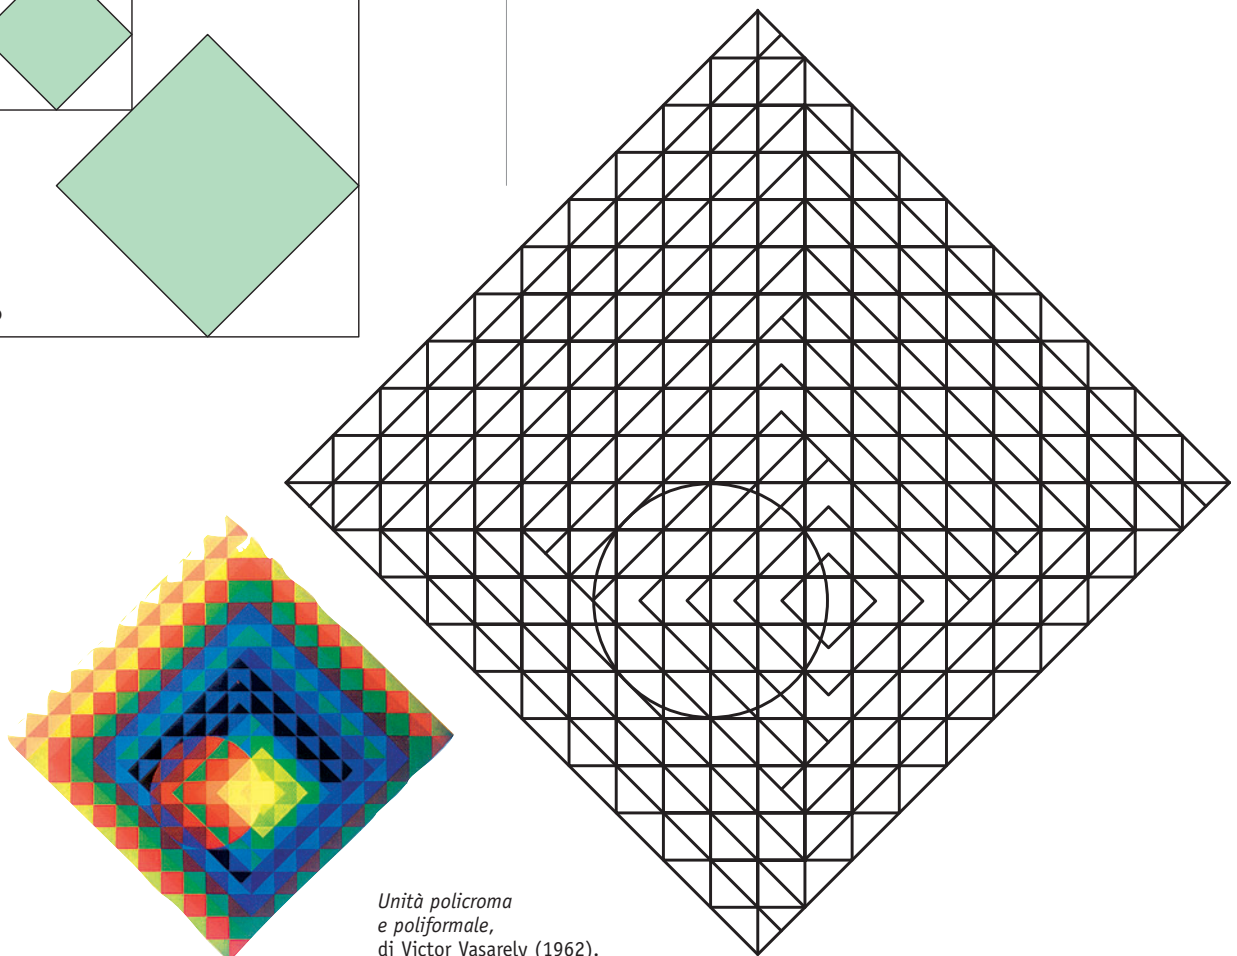 Unità policroma
e poliformale,
di Victor Vasarely (1962).